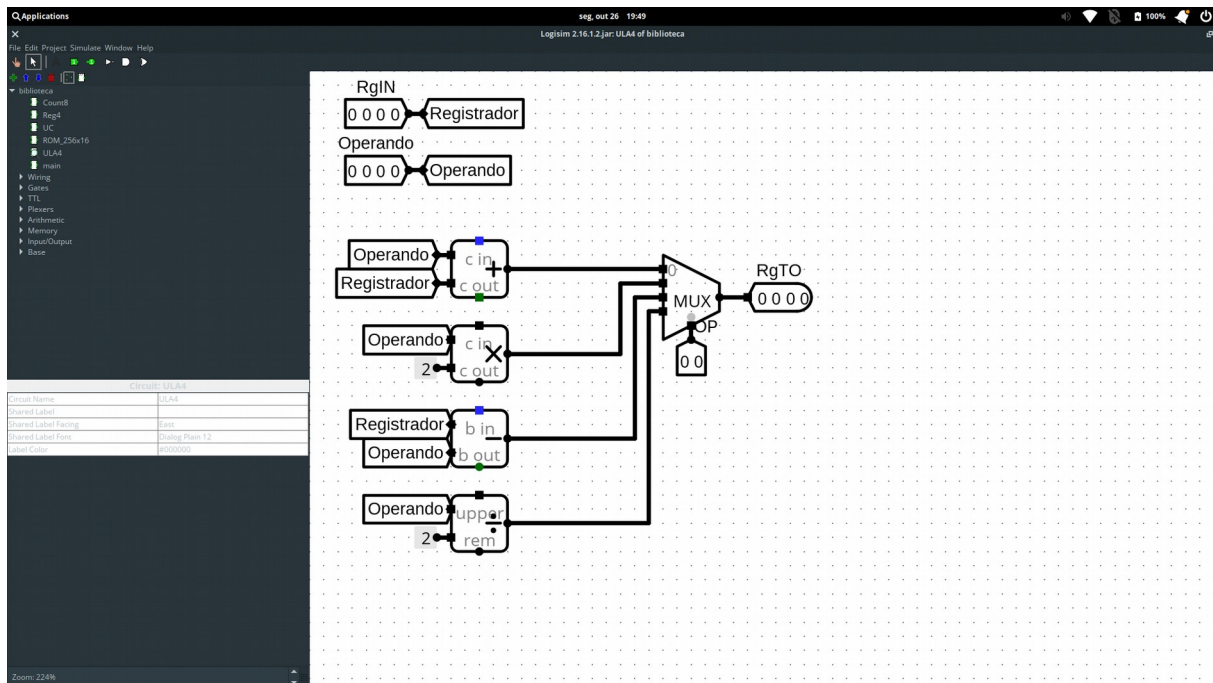 Applications
seg, out 26 19:49
100%
Logisim 2.16.1.2.jar: ULA4 of biblioteca
File Edit Project Simulate Window Help
biblioteca
Count8
Reg4
UC
ROM_256x16
ULA4
main
Wiring
Gates
TTL
Plexers
Arithmetic
Memory
Input/Output
Base
Circuit: ULA4
Circuit Name ULA4
Shared Label
Shared Label Facing East
Shared Label Font Dialog Plain 12
Label Color #000000
Zoom: 224%
RgIN
0 0 0 0 Registrador
Operando
0 0 0 0 Operando
Operando
Registrador
c in
+
c out
Operando
2
c in
×
c out
Registrador
Operando
b in
−
b out
Operando
2
upper
÷
rem
0
MUX
OP
0 0
RgTO
0 0 0 0